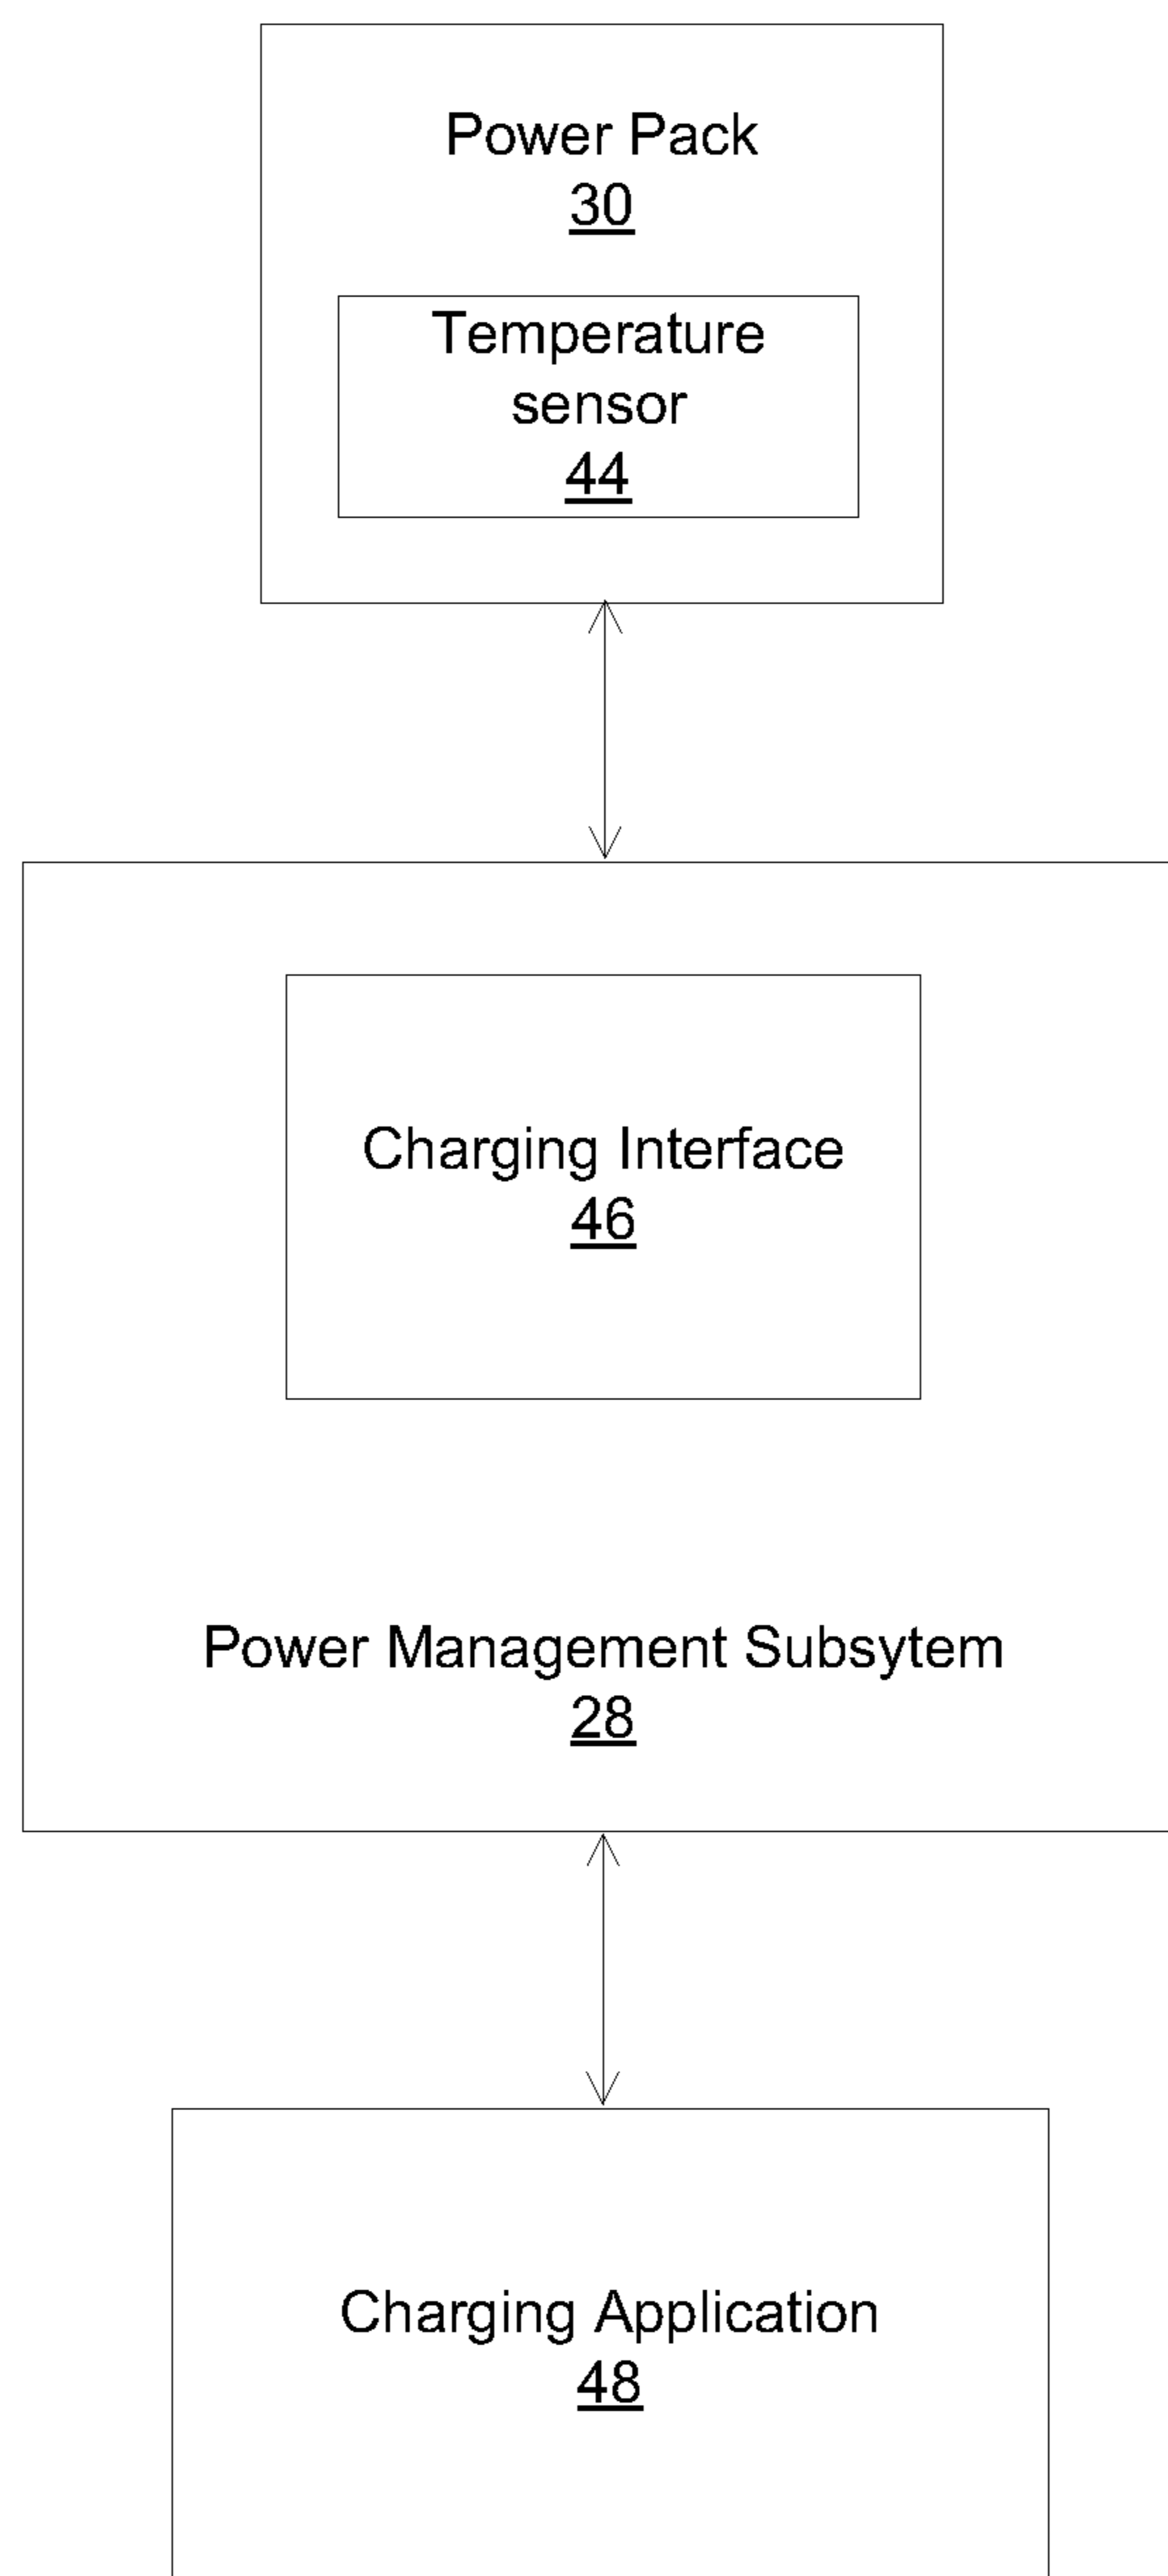 Power Pack
30
Temperature
sensor
44
Charging Interface
46
Power Management Subsytem
28
Charging Application
48